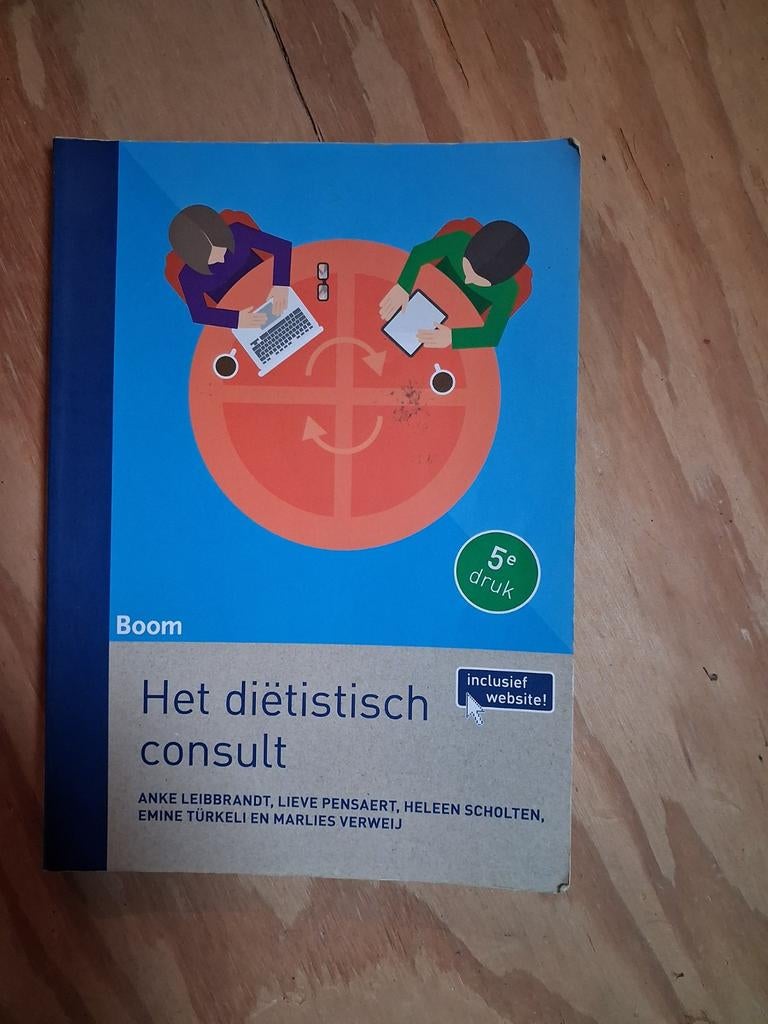 5e
druk
Boom
inclusief
website!
Het diëtistisch
consult
ANKE LEIBBRANDT, LIEVE PENSAERT, HELEEN SCHOLTEN,
EMINE TÜRKELI EN MARLIES VERWEIJ